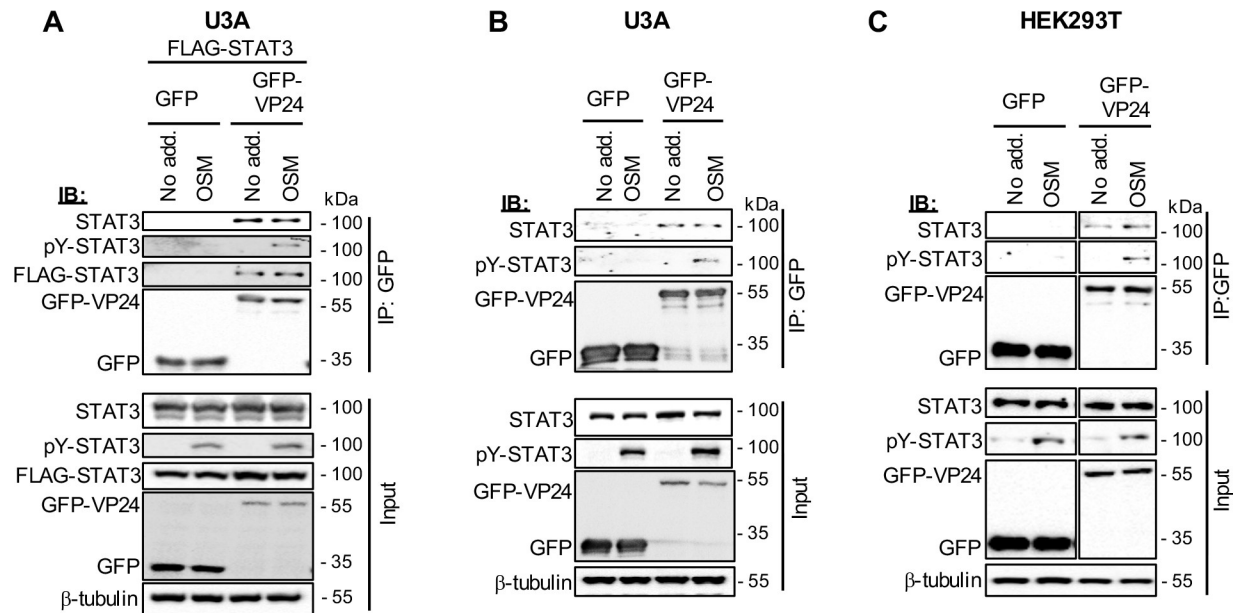 A
U3A
FLAG-STAT3
GFP
GFP-
VP24
No add.
OSM
No add.
OSM
IB:
kDa
STAT3
- 100
pY-STAT3
- 100
FLAG-STAT3
- 100
GFP-VP24
- 55
GFP
- 35
IP: GFP
STAT3
- 100
pY-STAT3
- 100
FLAG-STAT3
- 100
GFP-VP24
- 55
GFP
- 35
β-tubulin
- 55
Input
B
U3A
GFP
GFP-
VP24
No add.
OSM
No add.
OSM
IB:
kDa
STAT3
- 100
pY-STAT3
- 100
GFP-VP24
- 55
GFP
- 35
IP: GFP
STAT3
- 100
pY-STAT3
- 100
GFP-VP24
- 55
GFP
- 35
β-tubulin
- 55
Input
C
HEK293T
GFP
GFP-
VP24
No add.
OSM
No add.
OSM
IB:
kDa
STAT3
- 100
pY-STAT3
- 100
GFP-VP24
- 55
GFP
- 35
IP:GFP
STAT3
- 100
pY-STAT3
- 100
GFP-VP24
- 55
GFP
- 35
β-tubulin
- 55
Input